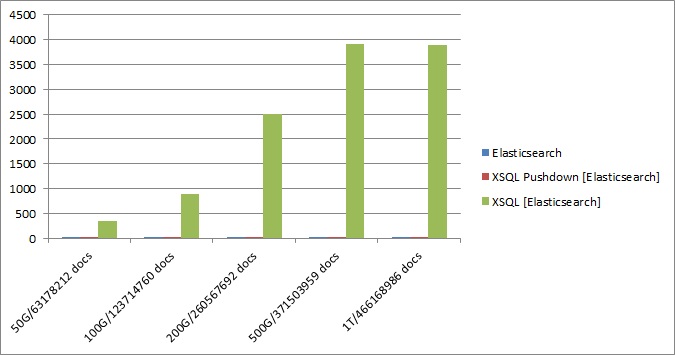 4500
4000
3500
3000
2500
2000
1500
1000
500
0
50G/63178212 docs
100G/123714760 docs
200G/260567692 docs
500G/371503959 docs
1T/466168986 docs
Elasticsearch
XSQL Pushdown [Elasticsearch]
XSQL [Elasticsearch]